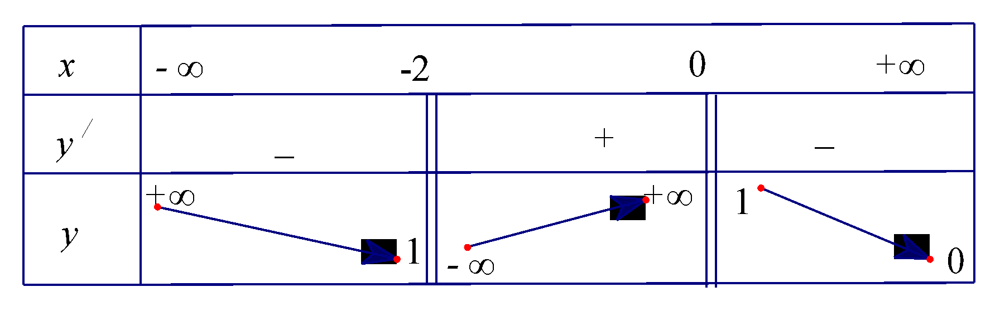 x - ∞ -2 0 +∞
y ′ – + –
y +∞ 1 - ∞ +∞ 1 0